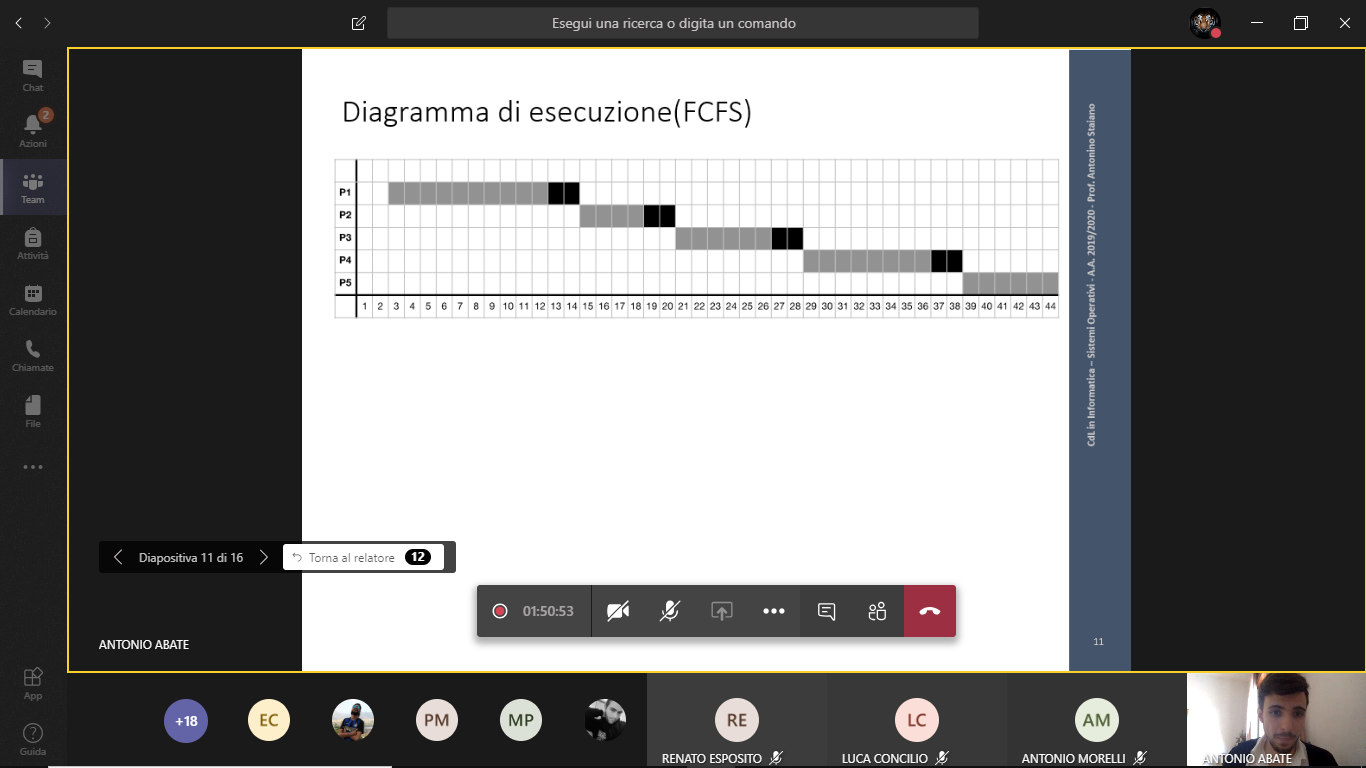 Esegui una ricerca o digita un comando
Chat
2
Azioni
Team
Attività
Calendario
Chiamate
File
App
Guida
Diagramma di esecuzione(FCFS)
P1
P2
P3
P4
P5
1 2 3 4 5 6 7 8 9 10 11 12 13 14 15 16 17 18 19 20 21 22 23 24 25 26 27 28 29 30 31 32 33 34 35 36 37 38 39 40 41 42 43 44
CdL in Informatica – Sistemi Operativi - A.A. 2019/2020 - Prof. Antonino Staiano
11
Diapositiva 11 di 16
Torna al relatore 12
01:50:53
ANTONIO ABATE
+18
EC
PM
MP
RE
RENATO ESPOSITO
LC
LUCA CONCILIO
AM
ANTONIO MORELLI
ANTONIO ABATE